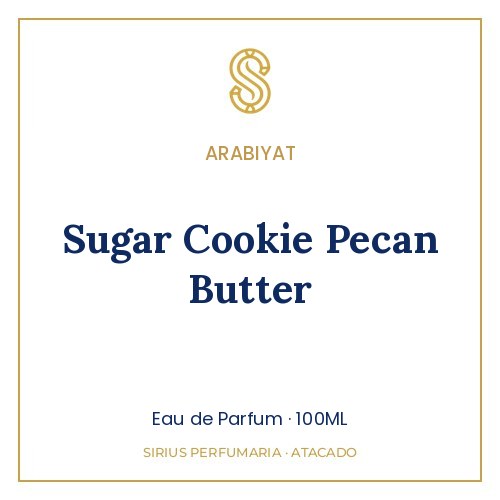 ARABIYAT
Sugar Cookie Pecan
Butter
Eau de Parfum · 100ML
SIRIUS PERFUMARIA · ATACADO